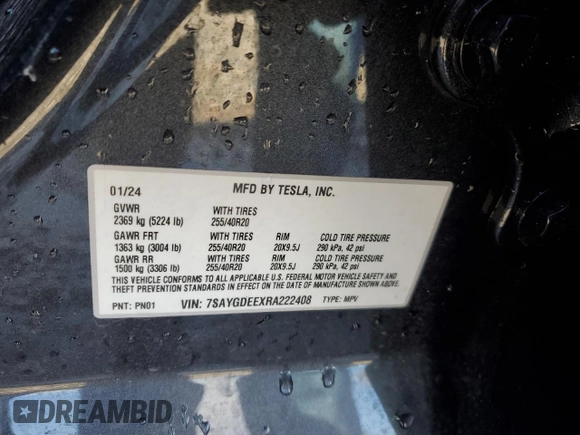 01/24 MFD BY TESLA, INC.
GVWR WITH TIRES
2369 kg (5224 lb) 255/40R20
GAWR FRT WITH TIRES RIM COLD TIRE PRESSURE
1363 kg (3004 lb) 255/40R20 20X9.5J 290 kPa, 42 psi
GAWR RR WITH TIRES RIM COLD TIRE PRESSURE
1500 kg (3306 lb) 255/40R20 20X9.5J 290 kPa, 42 psi
THIS VEHICLE CONFORMS TO ALL APPLICABLE U.S. FEDERAL MOTOR VEHICLE SAFETY AND
THEFT PREVENTION STANDARDS IN EFFECT ON THE DATE OF MANUFACTURE SHOWN ABOVE.
PNT: PN01 VIN: 7SAYGDEEXRA222408 TYPE: MPV
DREAMBID